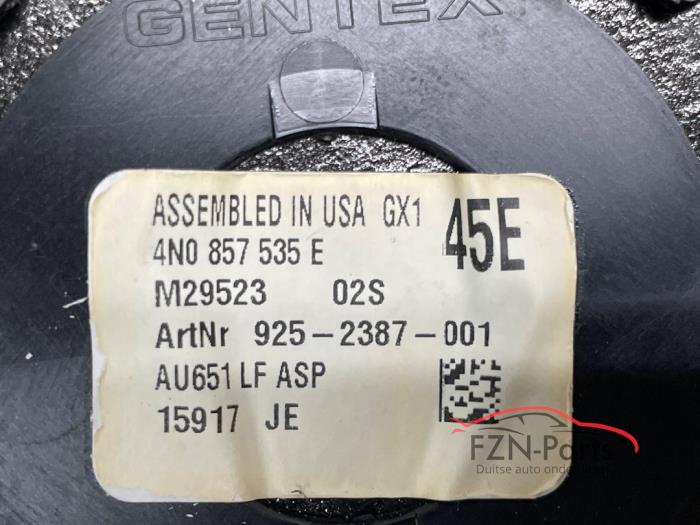 GENTEX
ASSEMBLED IN USA GX1
45E
4N0 857 535 E
M29523 02S
ArtNr 925-2387-001
AU651 LF ASP
15917 JE
FZN-Parts
Duitse auto onderdelen